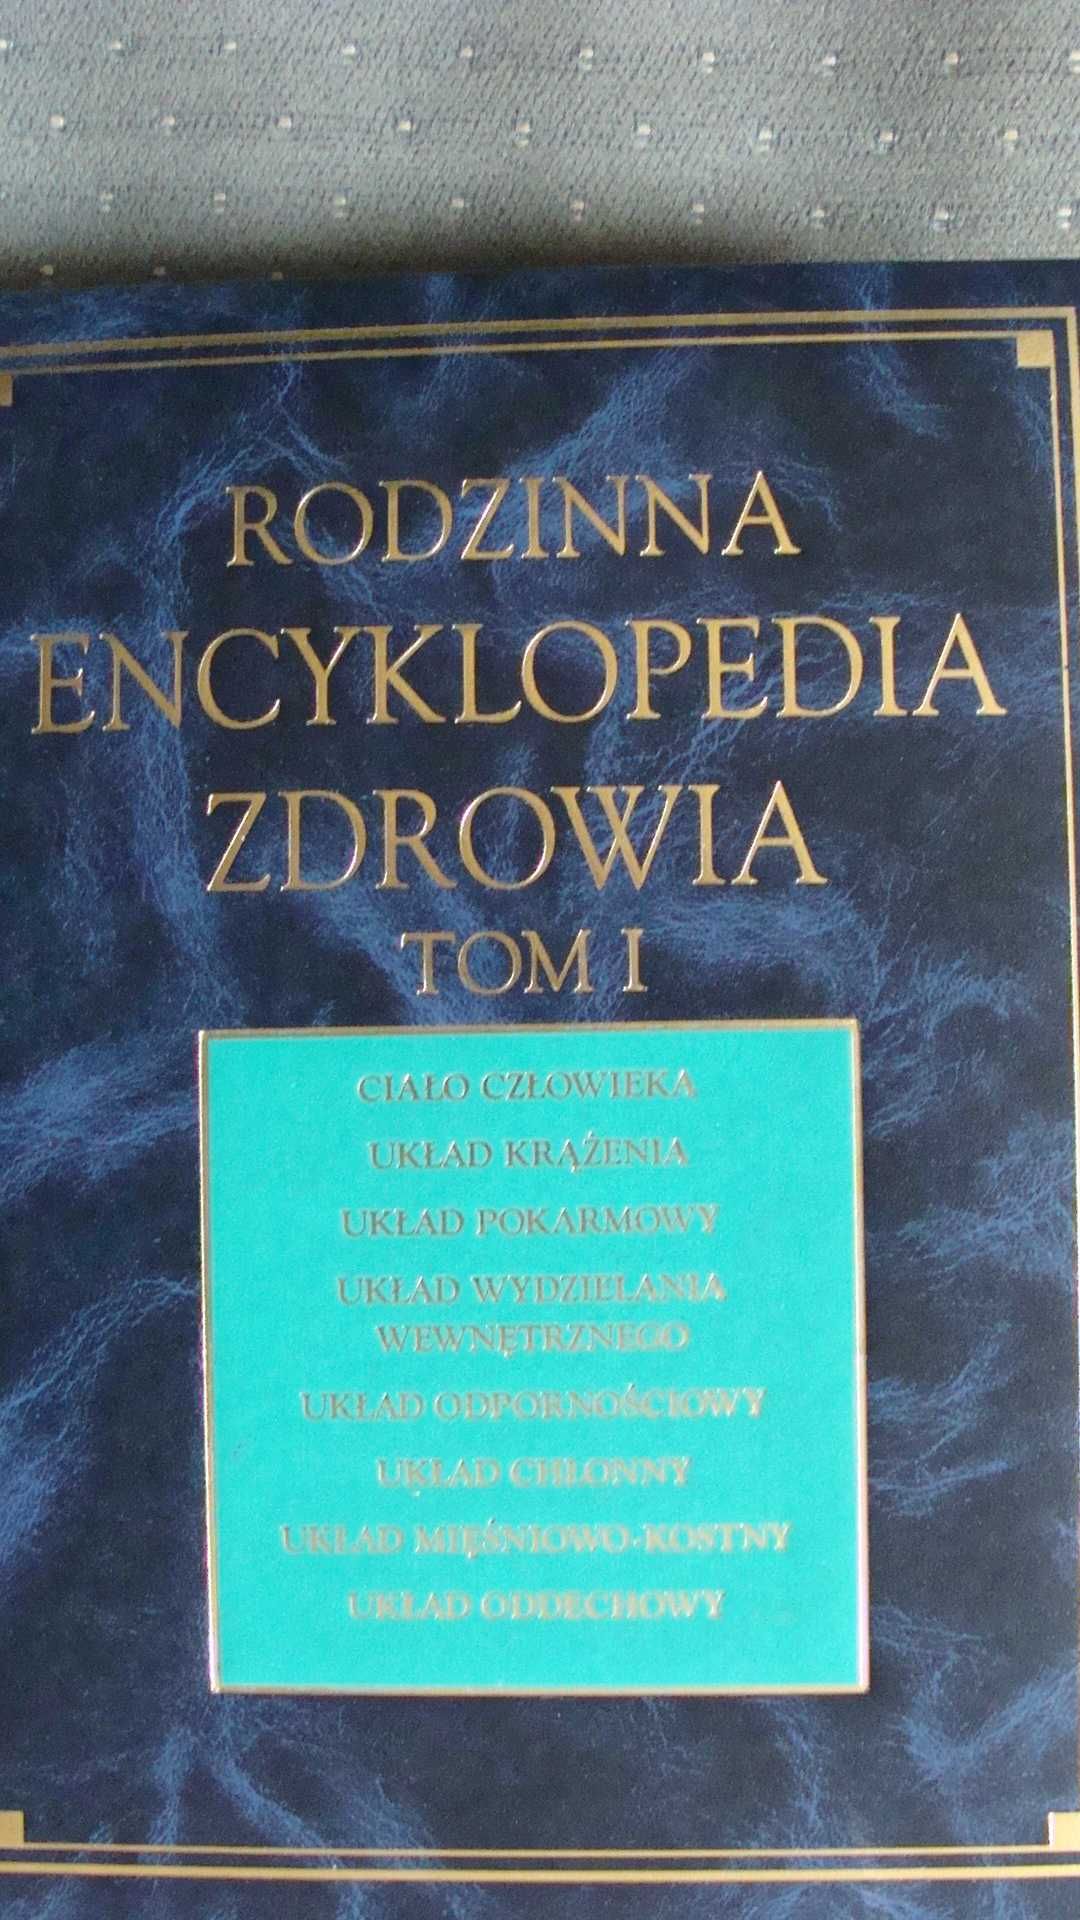 RODZINNA
ENCYKLOPEDIA
ZDROWIA
TOM I
CIAŁO CZŁOWIEKA
UKŁAD KRĄŻENIA
UKŁAD POKARMOWY
UKŁAD WYDZIELANIA
WEWNĘTRZNEGO
UKŁAD ODPORNOŚCIOWY
UKŁAD CHŁONNY
UKŁAD MIĘŚNIOWO-KOSTNY
UKŁAD ODDECHOWY